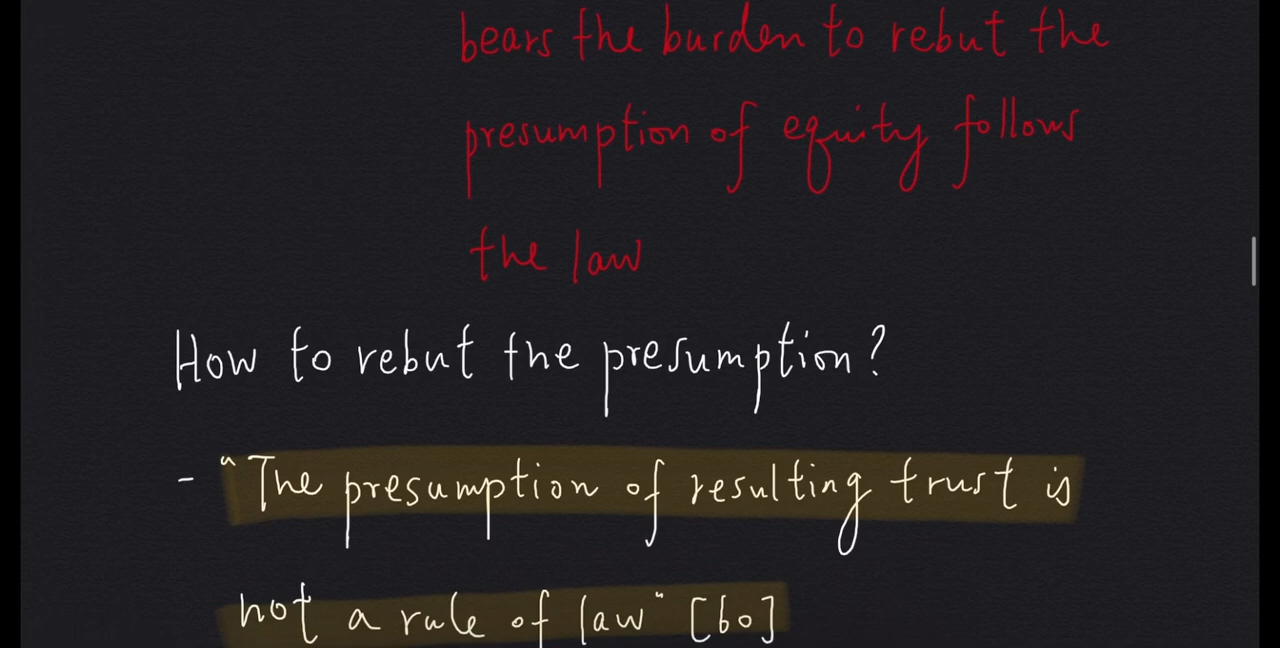 bears the burden to rebut the
presumption of equity follows
the law
How to rebut the presumption?
- "The presumption of resulting trust is
not a rule of law" [60]